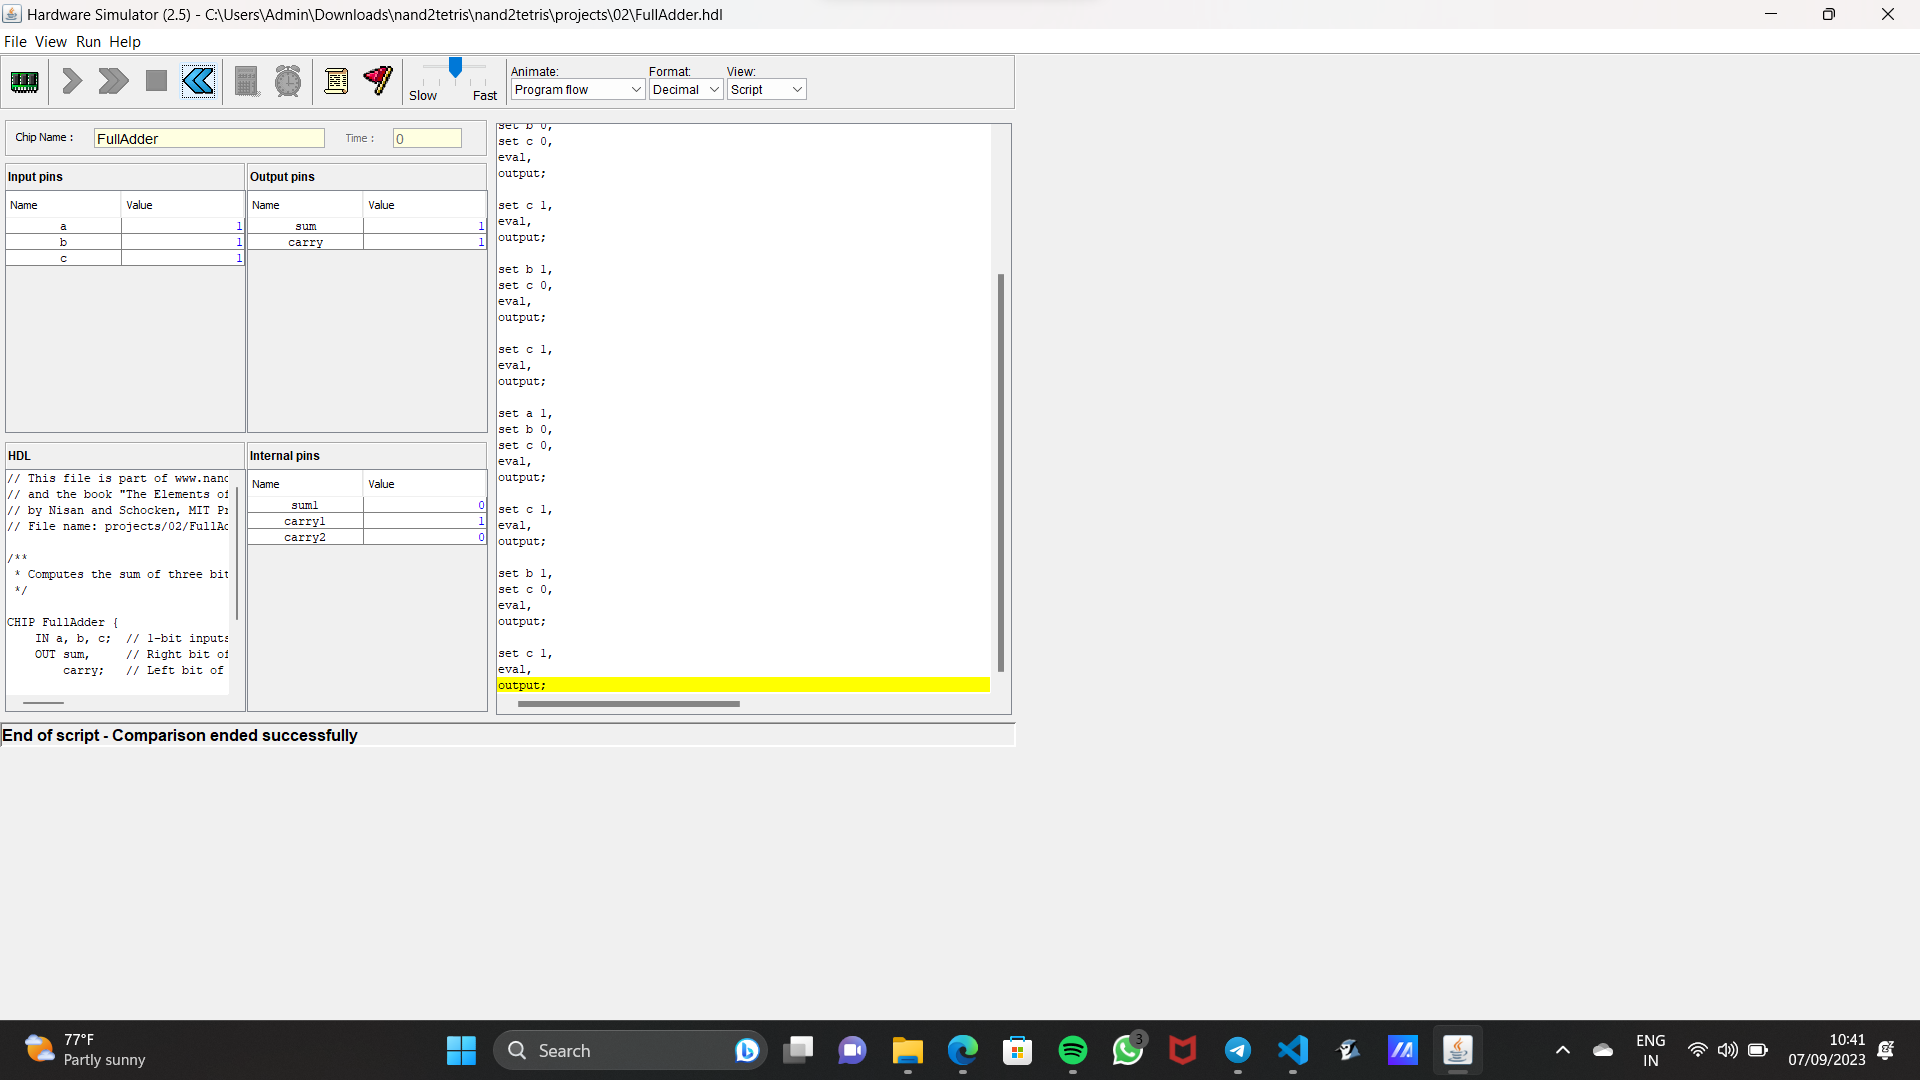 Hardware Simulator (2.5) - C:\Users\Admin\Downloads\nand2tetris\nand2tetris\projects\02\FullAdder.hdl
File View Run Help
Slow Fast
Animate: Format: View:
Program flow Decimal Script
Chip Name : FullAdder Time : 0
Input pins
Name Value
a 1
b 1
c 1
Output pins
Name Value
sum 1
carry 1
HDL
// This file is part of www.nand
// and the book "The Elements of
// by Nisan and Schocken, MIT Pr
// File name: projects/02/FullAd
/**
* Computes the sum of three bit
*/
CHIP FullAdder {
IN a, b, c; // 1-bit inputs
OUT sum, // Right bit of
carry; // Left bit of
Internal pins
Name Value
sum1 0
carry1 1
carry2 0
set b 0,
set c 0,
eval,
output;
set c 1,
eval,
output;
set b 1,
set c 0,
eval,
output;
set c 1,
eval,
output;
set a 1,
set b 0,
set c 0,
eval,
output;
set c 1,
eval,
output;
set b 1,
set c 0,
eval,
output;
set c 1,
eval,
output;
End of script - Comparison ended successfully
77°F
Partly sunny
Search
3
ENG
IN
10:41
07/09/2023